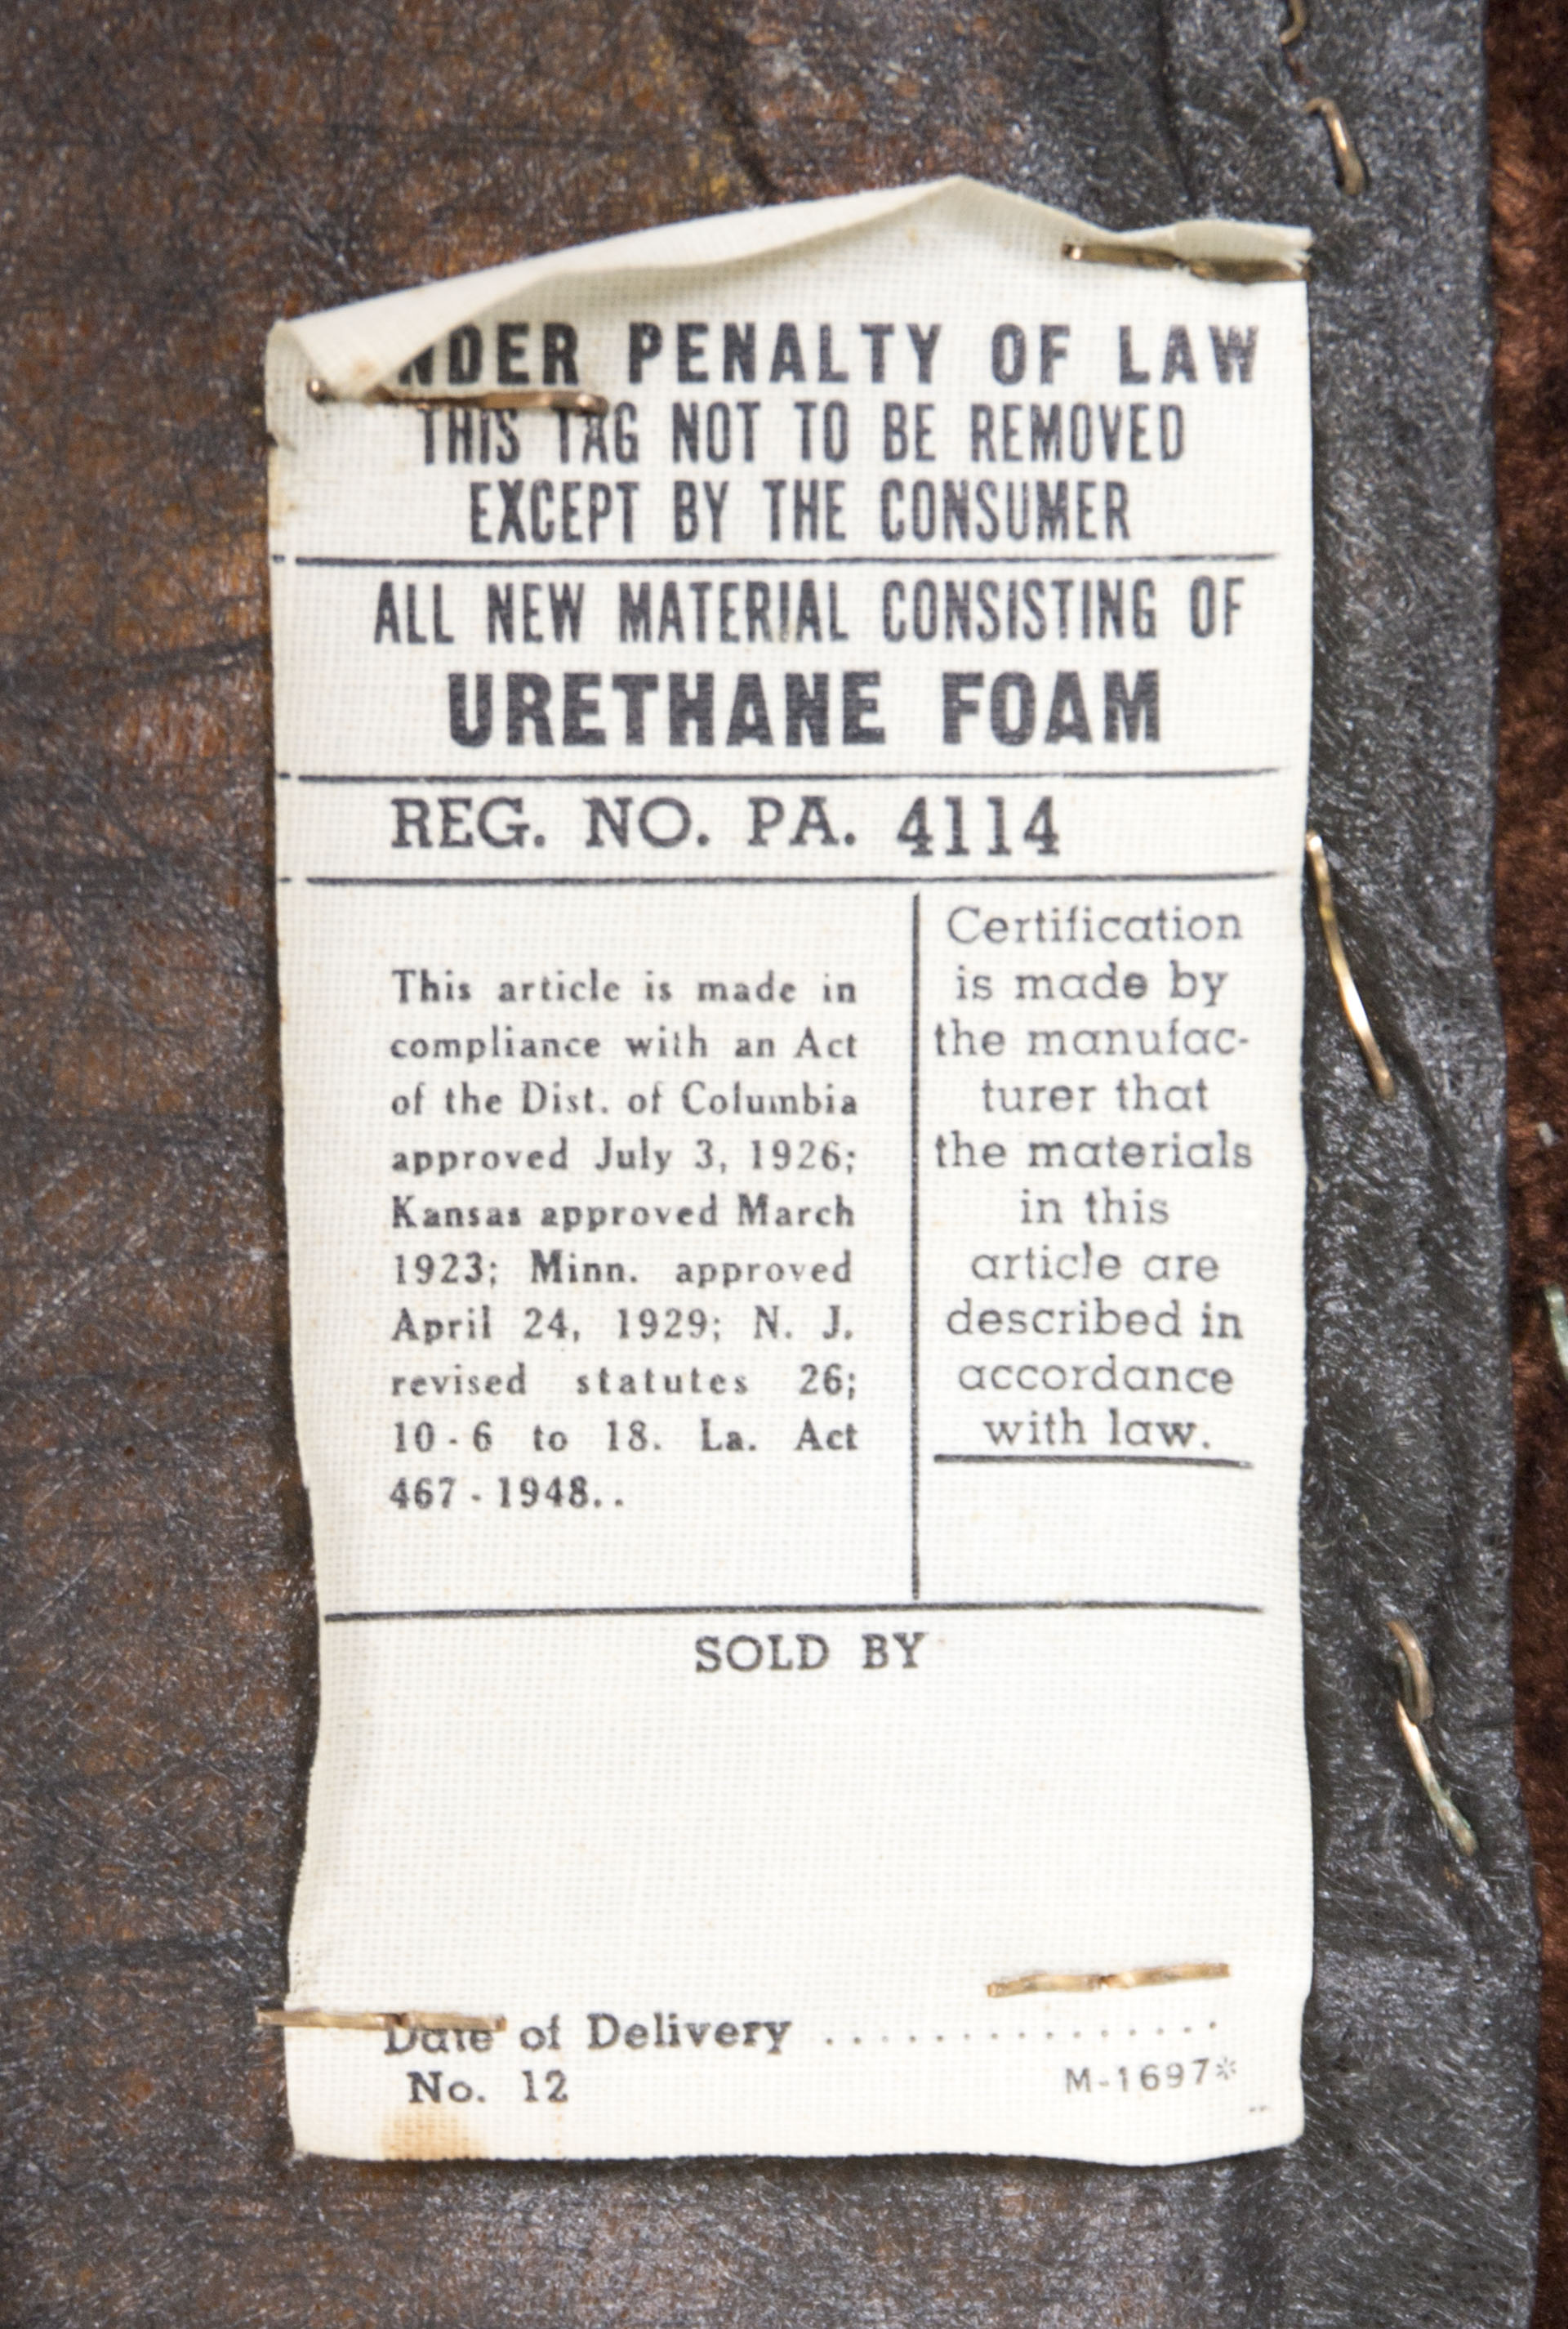 NDER PENALTY OF LAW
THIS TAG NOT TO BE REMOVED
EXCEPT BY THE CONSUMER
ALL NEW MATERIAL CONSISTING OF
URETHANE FOAM
REG. NO. PA. 4114
This article is made in
compliance with an Act
of the Dist. of Columbia
approved July 3, 1926;
Kansas approved March
1923; Minn. approved
April 24, 1929; N. J.
revised statutes 26;
10-6 to 18. La. Act
467-1948..
Certification
is made by
the manufac-
turer that
the materials
in this
article are
described in
accordance
with law.
SOLD BY
Date of Delivery ...............
No. 12
M-1697*